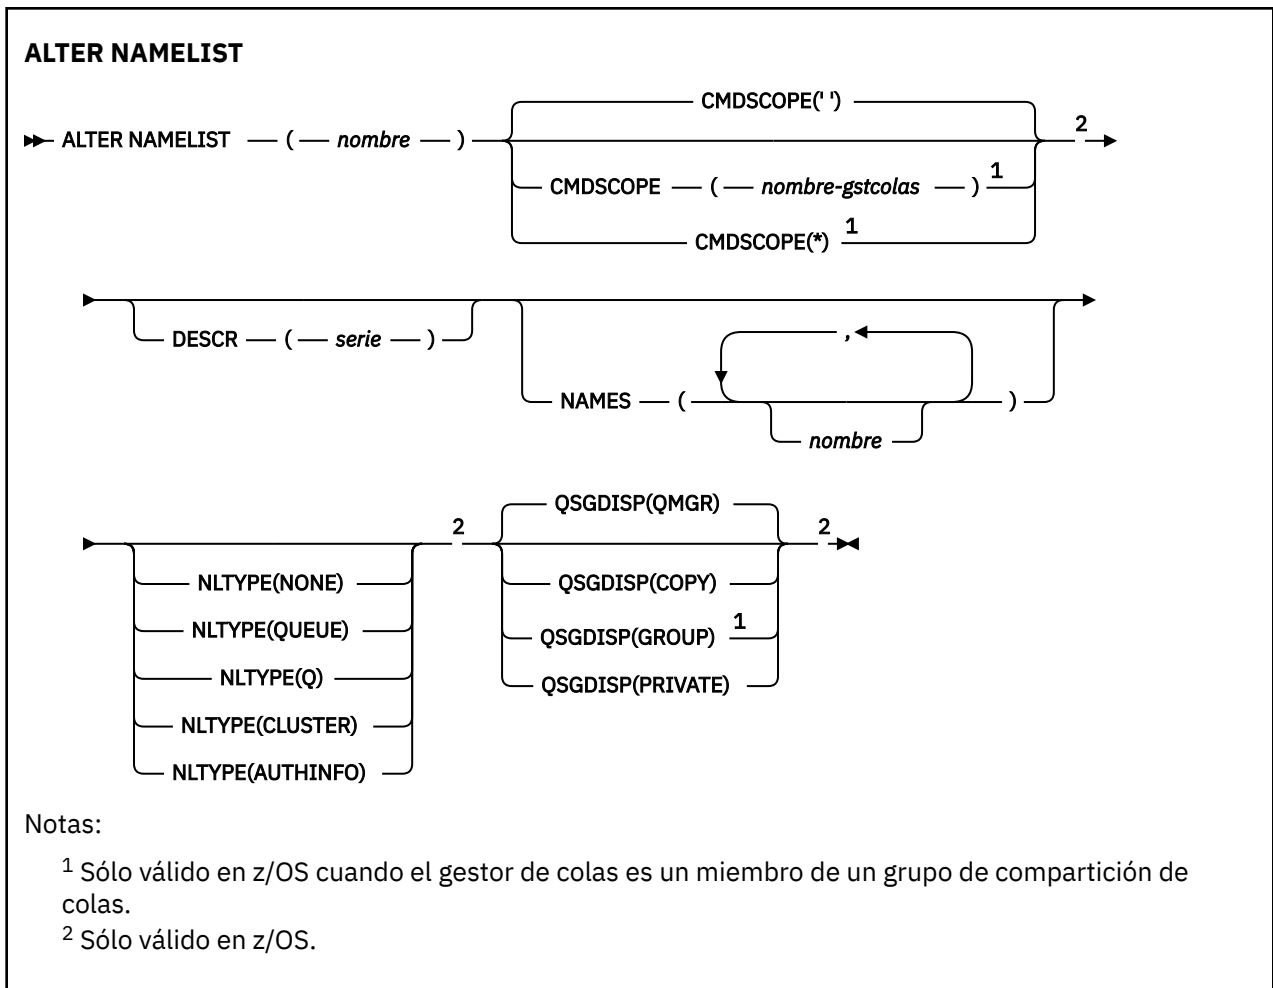 ALTER NAMELIST
CMDSCOPE(' ')
ALTER NAMELIST ( nombre ) 2
CMDSCOPE ( nombre-gstcolas ) 1
CMDSCOPE(*) 1
DESCR ( serie )
,
NAMES ( )
nombre
QSGDISP(QMGR)
2 2
NLTYPE(NONE) QSGDISP(COPY)
NLTYPE(QUEUE) QSGDISP(GROUP) 1
NLTYPE(Q) QSGDISP(PRIVATE)
NLTYPE(CLUSTER)
NLTYPE(AUTHINFO)
Notas:
1 Sólo válido en z/OS cuando el gestor de colas es un miembro de un grupo de compartición de
colas.
2 Sólo válido en z/OS.